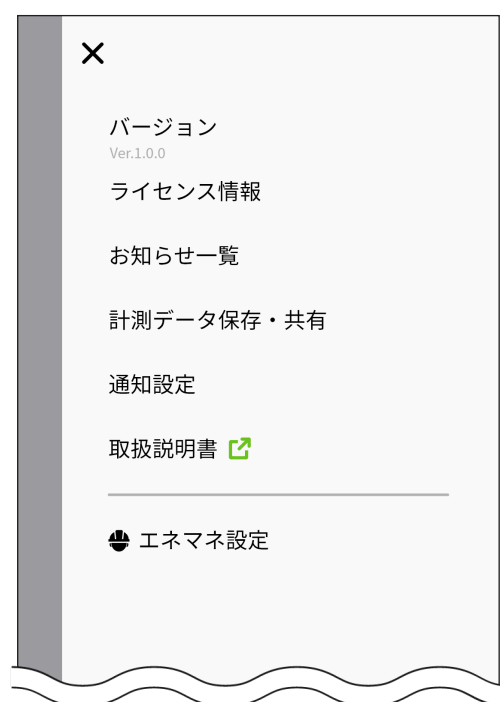 バージョン
Ver.1.0.0
ライセンス情報
お知らせ一覧
計測データ保存・共有
通知設定
取扱説明書
エネマネ設定